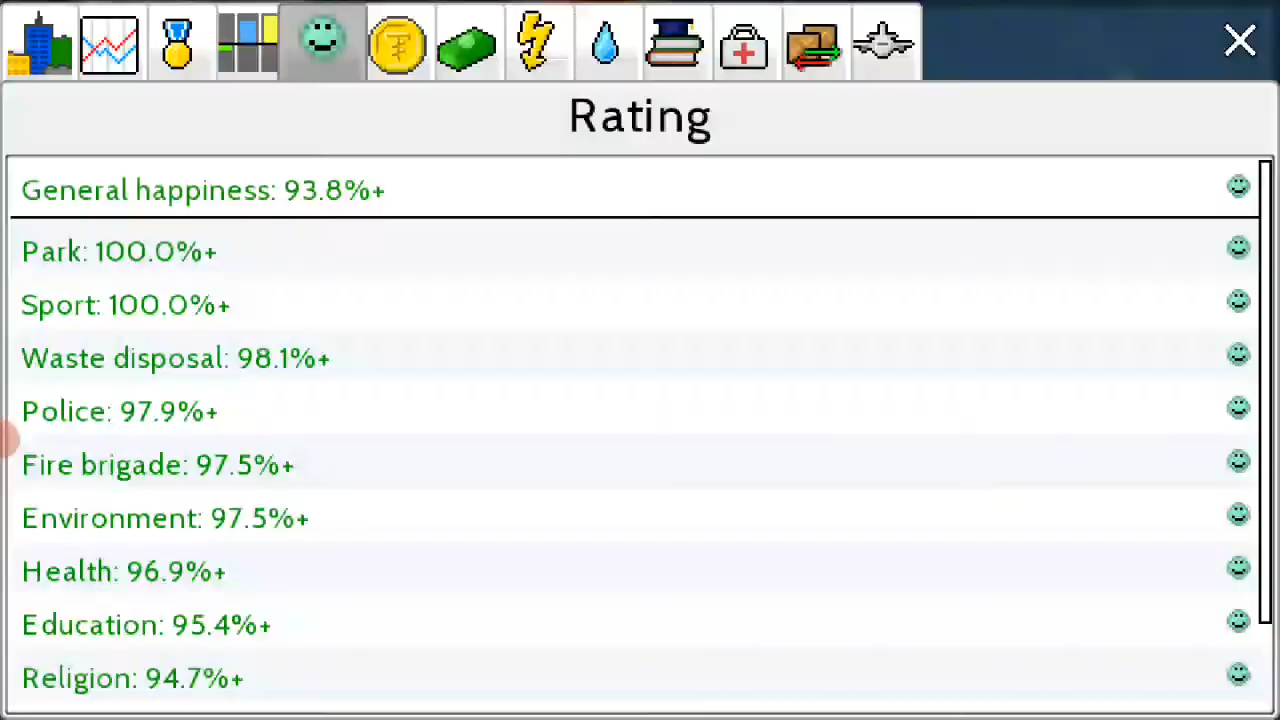 Rating
General happiness: 93.8%+
Park: 100.0%+
Sport: 100.0%+
Waste disposal: 98.1%+
Police: 97.9%+
Fire brigade: 97.5%+
Environment: 97.5%+
Health: 96.9%+
Education: 95.4%+
Religion: 94.7%+